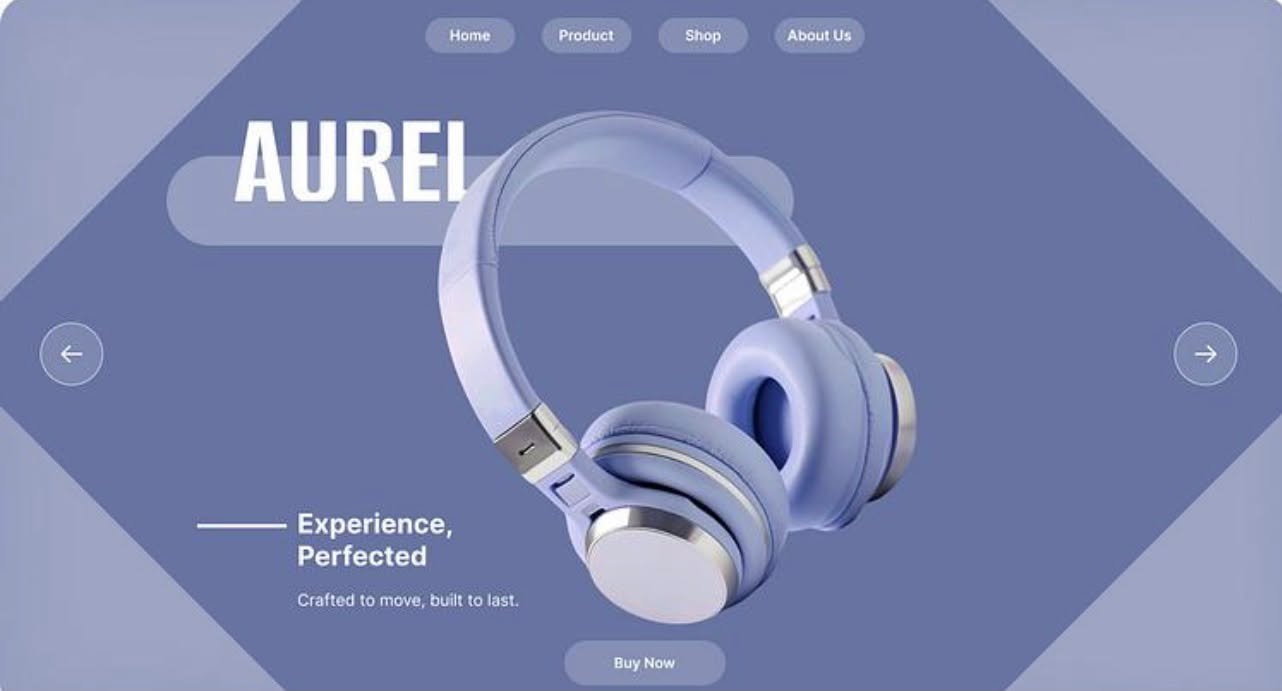 Home
Product
Shop
About Us
AUREL
Experience,
Perfected
Crafted to move, built to last.
Buy Now